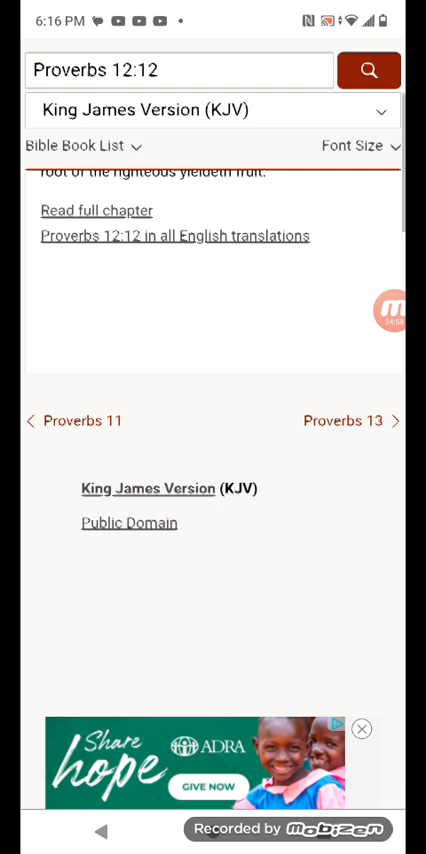 6:16 PM
Proverbs 12:12
King James Version (KJV)
Bible Book List
Font Size
root of the righteous yieldeth fruit.
Read full chapter
Proverbs 12:12 in all English translations
24:58
Proverbs 11
Proverbs 13
King James Version (KJV)
Public Domain
Share
hope
ADRA
GIVE NOW
Recorded by mobizen